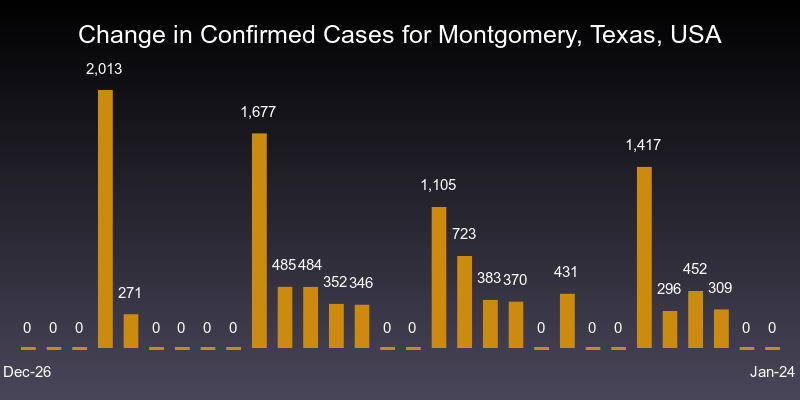 Change in Confirmed Cases for Montgomery, Texas, USA
0 0 0 2,013 271 0 0 0 0 1,677 485 484 352 346 0 0 1,105 723 383 370 0 431 0 0 1,417 296 452 309 0 0
Dec-26 Jan-24